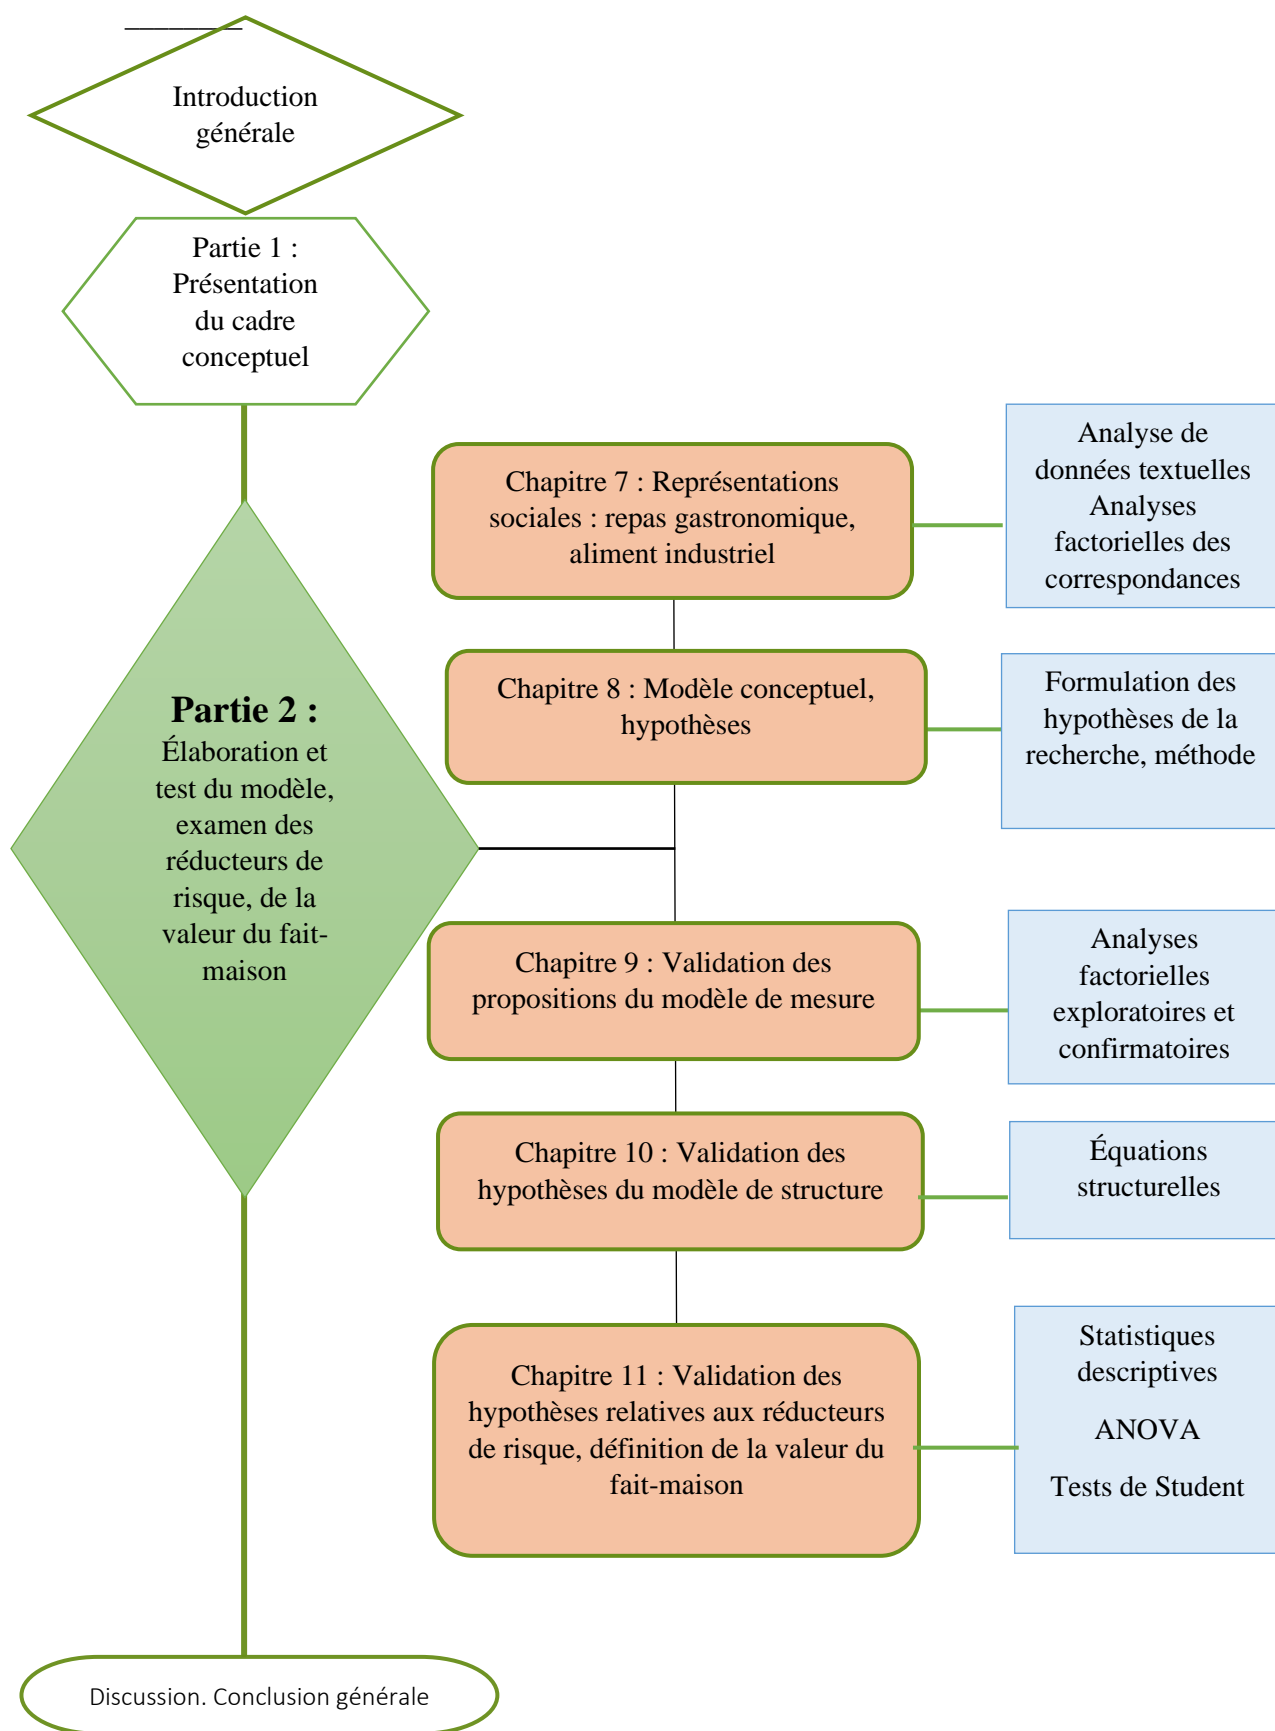 Introduction
générale
Partie 1 :
Présentation
du cadre
conceptuel
Partie 2 :
Élaboration et
test du modèle,
examen des
réducteurs de
risque, de la
valeur du fait-
maison
Chapitre 7 : Représentations
sociales : repas gastronomique,
aliment industriel
Analyse de
données textuelles
Analyses
factorielles des
correspondances
Chapitre 8 : Modèle conceptuel,
hypothèses
Formulation des
hypothèses de la
recherche, méthode
Chapitre 9 : Validation des
propositions du modèle de mesure
Analyses
factorielles
exploratoires et
confirmatoires
Chapitre 10 : Validation des
hypothèses du modèle de structure
Équations
structurelles
Chapitre 11 : Validation des
hypothèses relatives aux réducteurs
de risque, définition de la valeur du
fait-maison
Statistiques
descriptives
ANOVA
Tests de Student
Discussion. Conclusion générale